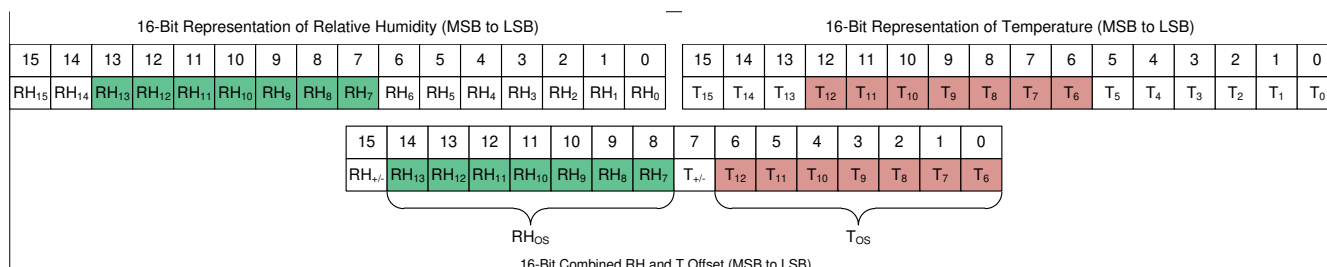 16-Bit Representation of Relative Humidity (MSB to LSB) 16-Bit Representation of Temperature (MSB to LSB)
15 14 13 12 11 10 9 8 7 6 5 4 3 2 1 0 15 14 13 12 11 10 9 8 7 6 5 4 3 2 1 0
RH15 RH14 RH13 RH12 RH11 RH10 RH9 RH8 RH7 RH6 RH5 RH4 RH3 RH2 RH1 RH0 T15 T14 T13 T12 T11 T10 T9 T8 T7 T6 T5 T4 T3 T2 T1 T0
15 14 13 12 11 10 9 8 7 6 5 4 3 2 1 0
RH+/- RH13 RH12 RH11 RH10 RH9 RH8 RH7 T+/- T12 T11 T10 T9 T8 T7 T6
RHOS TOS
16-Bit Combined RH and T Offset (MSB to LSB)